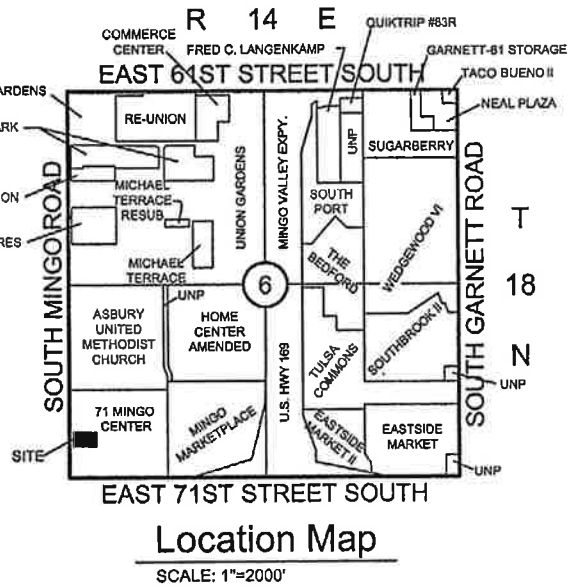 R 14 E
QUIKTRIP #83R
COMMERCE
CENTER
FRED C. LANGENKAMP
GARNETT-61 STORAGE
EAST 61ST STREET SOUTH
TACO BUENO II
ARDENS
RE-UNION
NEAL PLAZA
ARK
UNP
SUGARBERRY
UNION GARDENS
MINGO VALLEY EXPY.
ON
MICHAEL
TERRACE
RESUB.
SOUTH
PORT
RES
MICHAEL
TERRACE
THE
BEDFORD
WEDGEWOOD VI
SOUTH MINGO ROAD
SOUTH GARNETT ROAD
T
18
N
6
UNP
ASBURY
UNITED
METHODIST
CHURCH
HOME
CENTER
AMENDED
U.S. HWY 169
TULSA
COMMONS
SOUTHBROOK II
UNP
71 MINGO
CENTER
MINGO
MARKETPLACE
EASTSIDE
MARKET II
EASTSIDE
MARKET
SITE
UNP
EAST 71ST STREET SOUTH
Location Map
SCALE: 1"=2000'